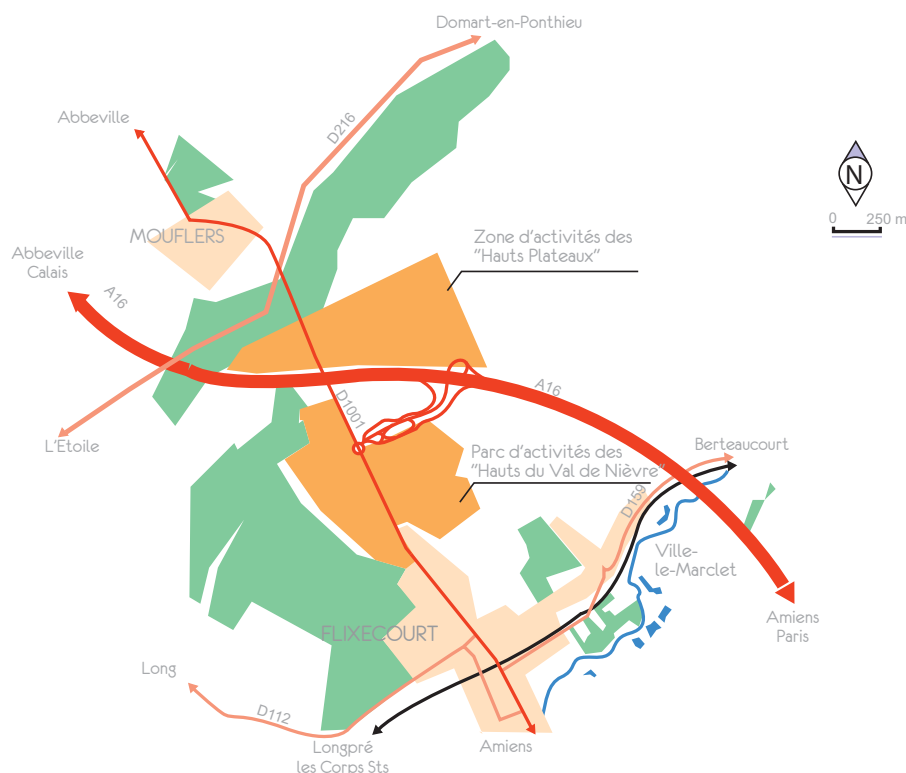 Domart-en-Ponthieu
Abbeville
D216
N
0 250 m
MOUFLERS
Zone d'activités des
"Hauts Plateaux"
Abbeville
Calais
A16
A16
D1001
L'Etoile
Berteaucourt
Parc d'activités des
"Hauts du Val de Nièvre"
D159
Ville-
le-Marclet
Amiens
Paris
FLIXECOURT
Long
D112
Longpré
les Corps Sts
Amiens